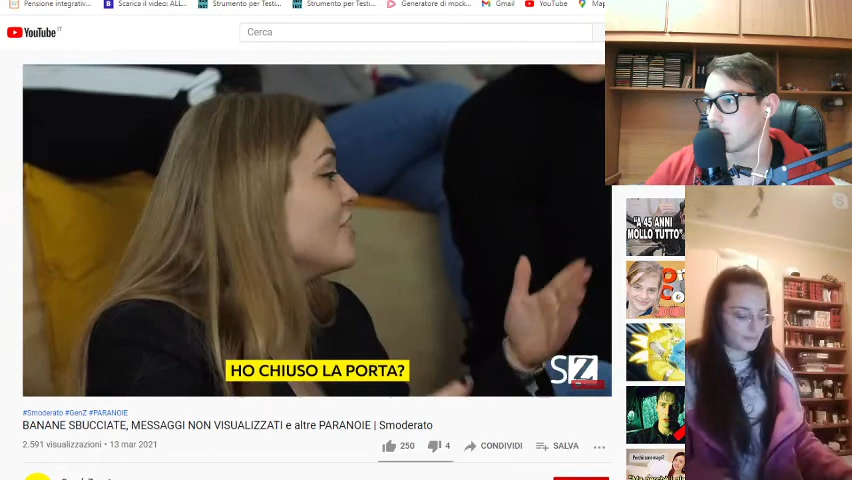 Pensione integrativ...
Scarica il video: ALL...
Strumento per Testi...
Strumento per Testi...
Generatore di mock...
Gmail
YouTube
YouTube IT
Cerca
HO CHIUSO LA PORTA?
SZ
"A 45 ANNI
MOLLO TUTTO"
#Smoderato #GenZ #PARANOIE
BANANE SBUCCIATE, MESSAGGI NON VISUALIZZATI e altre PARANOIE | Smoderato
2.591 visualizzazioni • 13 mar 2021
250
4
CONDIVIDI
SALVA
...